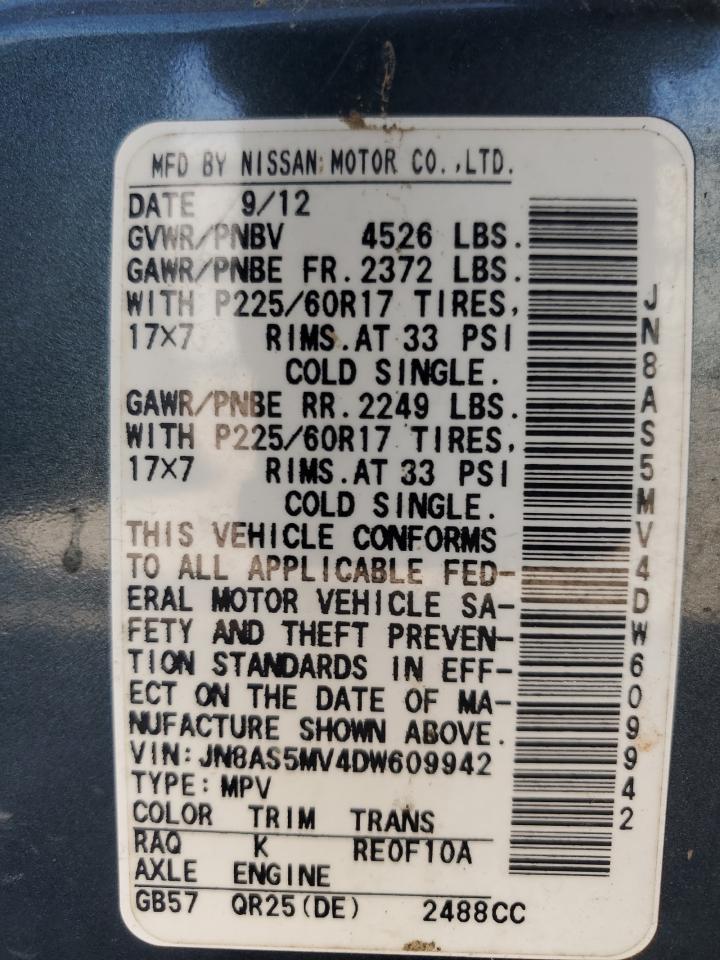 MFD BY NISSAN MOTOR CO.,LTD.
DATE 9/12
GVWR/PNBV 4526 LBS.
GAWR/PNBE FR.2372 LBS.
WITH P225/60R17 TIRES,
17X7 RIMS.AT 33 PSI
COLD SINGLE.
GAWR/PNBE RR.2249 LBS.
WITH P225/60R17 TIRES,
17X7 RIMS.AT 33 PSI
COLD SINGLE.
THIS VEHICLE CONFORMS
TO ALL APPLICABLE FED-
ERAL MOTOR VEHICLE SA-
FETY AND THEFT PREVEN-
TION STANDARDS IN EFF-
ECT ON THE DATE OF MA-
NUFACTURE SHOWN ABOVE.
VIN:JN8AS5MV4DW609942
TYPE:MPV
COLOR TRIM TRANS
RAQ K RE0F10A
AXLE ENGINE
GB57 QR25(DE) 2488CC
JN8AS5MV4DW609942